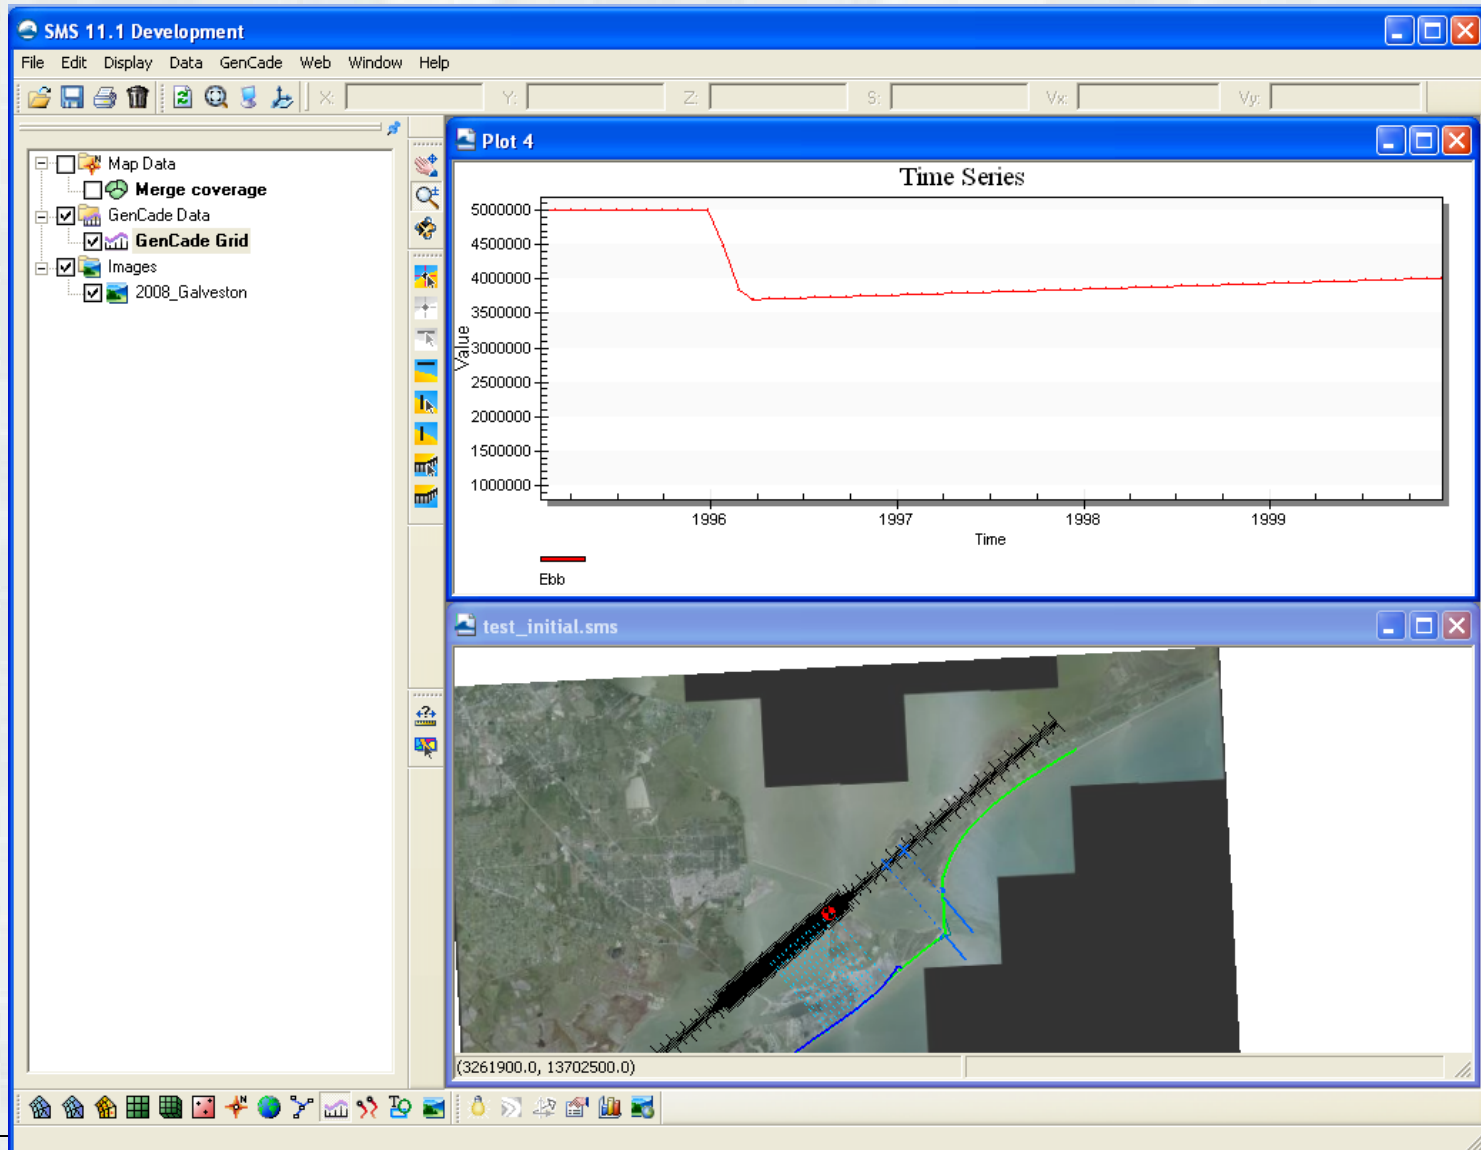 SMS 11.1 Development
File Edit Display Data GenCade Web Window Help
X: Y: Z: S: Vx: Vy:
Map Data
Merge coverage
GenCade Data
GenCade Grid
Images
2008_Galveston
Plot 4
Time Series
5000000
4500000
4000000
3500000
3000000
2500000
2000000
1500000
1000000
Value
1996 1997 1998 1999
Time
Ebb
test_initial.sms
(3261900.0, 13702500.0)